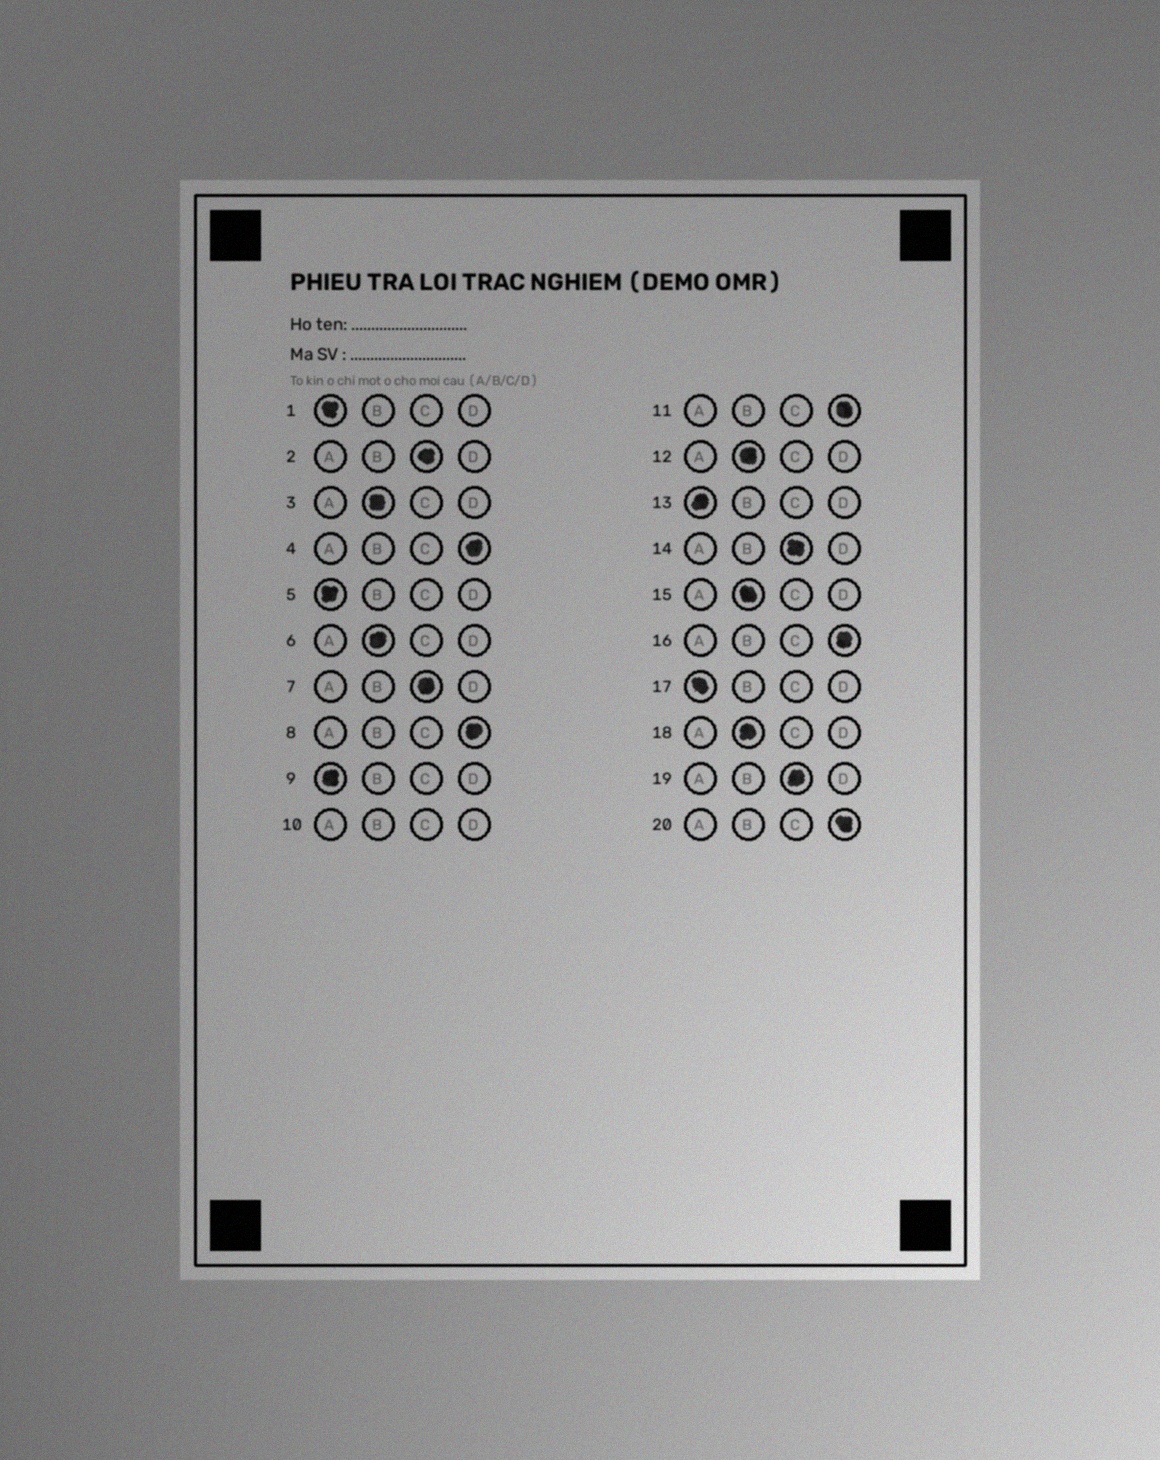 PHIEU TRA LOI TRAC NGHIEM (DEMO OMR)
Ho ten: .............................
Ma SV : .............................
To kin o chi mot o cho moi cau (A/B/C/D)
1 B C D
2 A B D
3 A C D
4 A B C
5 B C D
6 A C D
7 A B D
8 A B C
9 B C D
10 A B C D
11 A B C
12 A C D
13 B C D
14 A B D
15 A C D
16 A B C
17 B C D
18 A C D
19 A B D
20 A B C